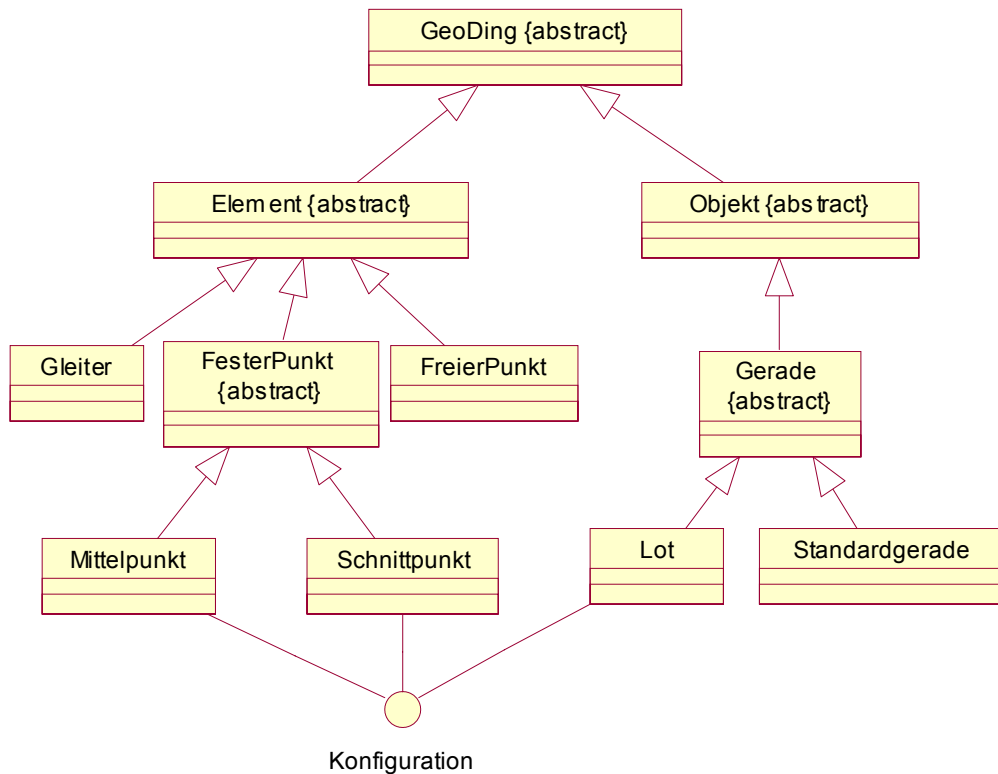 GeoDing {abstract}
Element {abstract}
Objekt {abstract}
Gleiter
FesterPunkt
{abstract}
FreierPunkt
Gerade
{abstract}
Mittelpunkt
Schnittpunkt
Lot
Standardgerade
Konfiguration